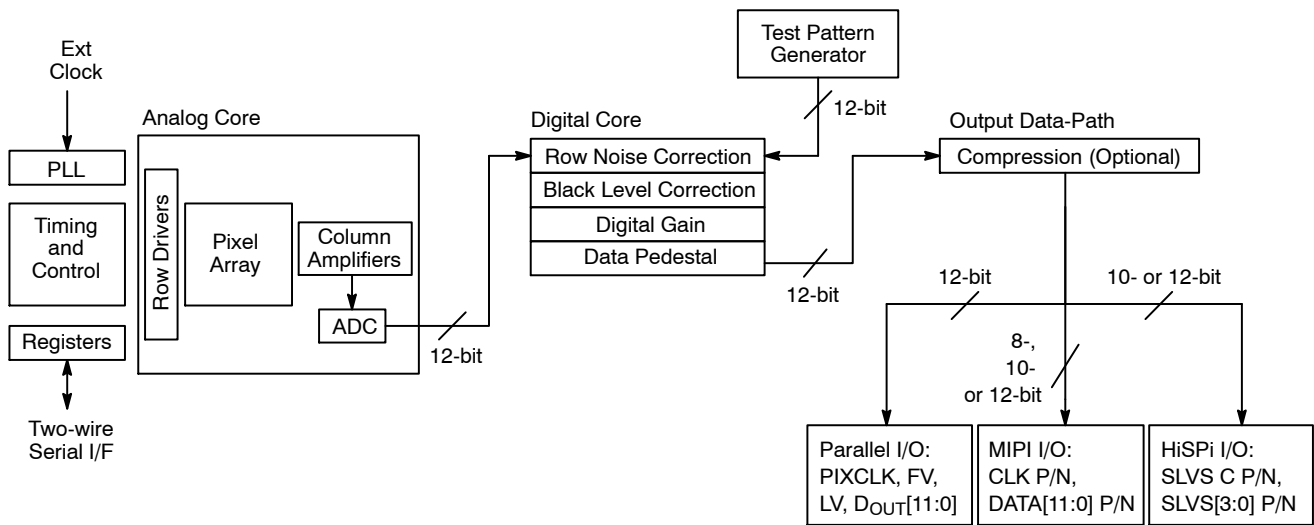 Ext
Clock
PLL
Timing
and
Control
Registers
Two-wire
Serial I/F
Analog Core
Row Drivers
Pixel
Array
Column
Amplifiers
ADC
12-bit
Test Pattern
Generator
12-bit
Digital Core
Row Noise Correction
Black Level Correction
Digital Gain
Data Pedestal
12-bit
Output Data-Path
Compression (Optional)
12-bit
8-,
10-
or 12-bit
10- or 12-bit
Parallel I/O:
PIXCLK, FV,
LV, DOUT[11:0]
MIPI I/O:
CLK P/N,
DATA[11:0] P/N
HiSPi I/O:
SLVS C P/N,
SLVS[3:0] P/N